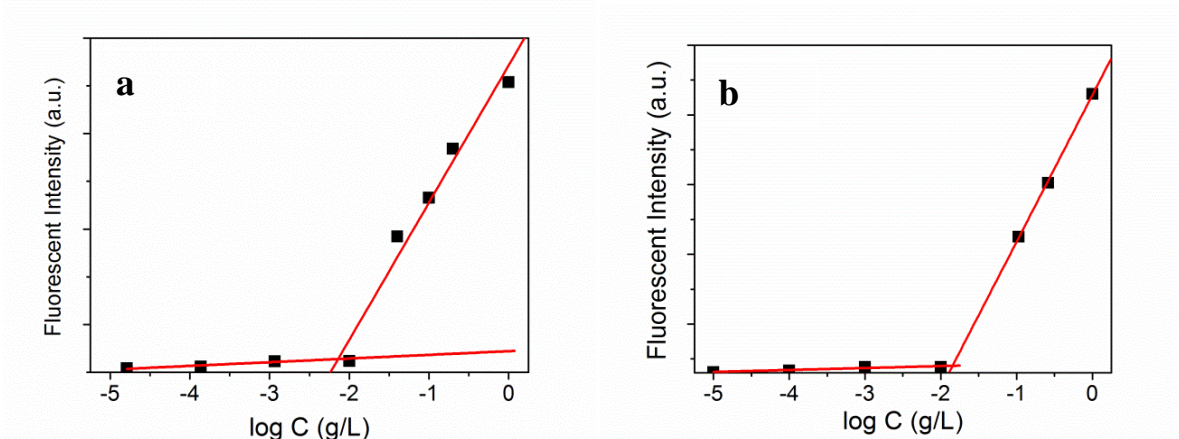 a
Fluorescent Intensity (a.u.)
-5 -4 -3 -2 -1 0
log C (g/L)
b
Fluorescent Intensity (a.u.)
-5 -4 -3 -2 -1 0
log C (g/L)